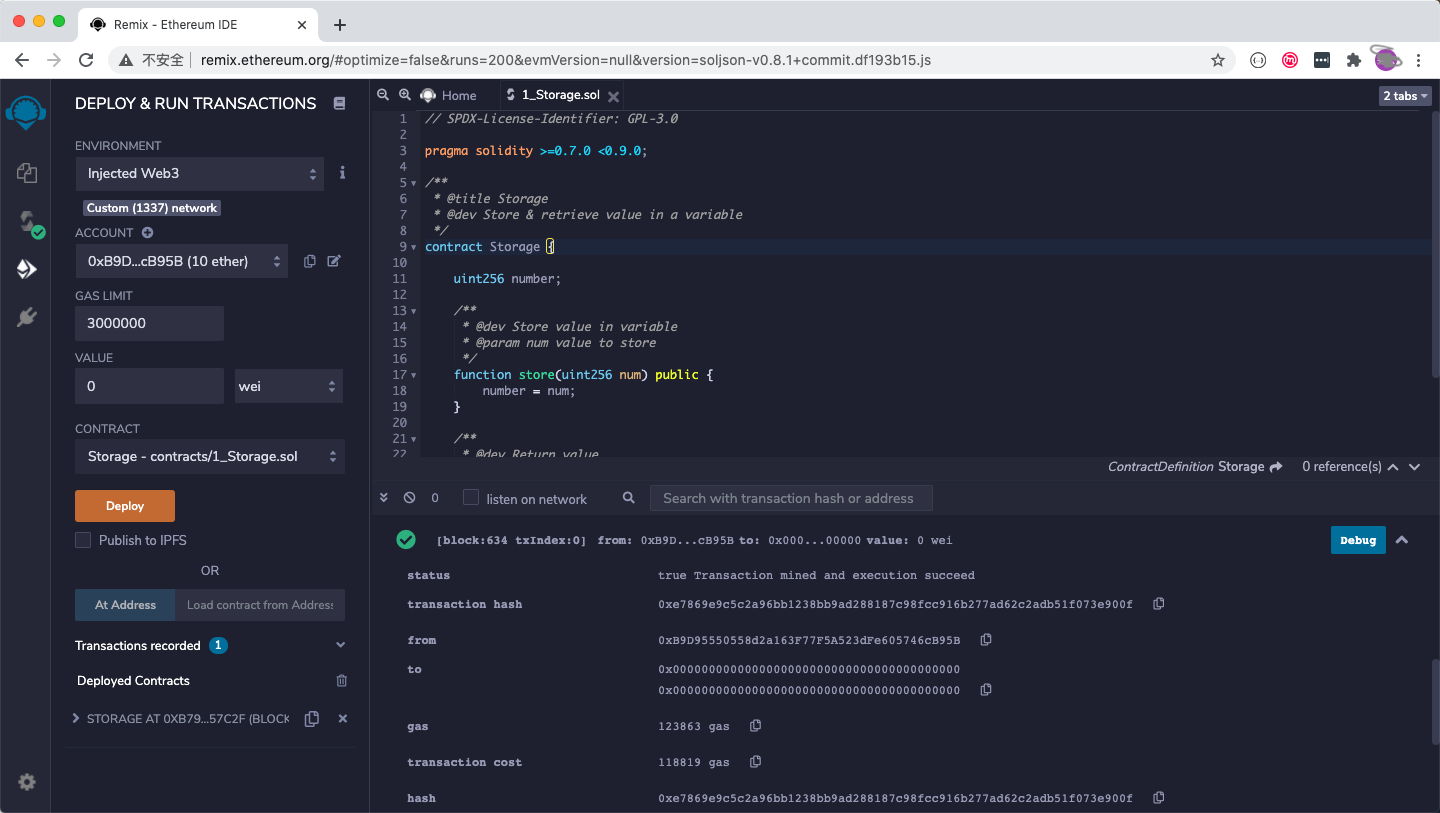 Remix - Ethereum IDE
不安全 remix.ethereum.org/#optimize=false&runs=200&evmVersion=null&version=soljson-v0.8.1+commit.df193b15.js
DEPLOY & RUN TRANSACTIONS
ENVIRONMENT
Injected Web3
Custom (1337) network
ACCOUNT
0xB9D...cB95B (10 ether)
GAS LIMIT
3000000
VALUE
0 wei
CONTRACT
Storage - contracts/1_Storage.sol
Deploy
Publish to IPFS
OR
At Address Load contract from Address
Transactions recorded 1
Deployed Contracts
STORAGE AT 0XB79...57C2F (BLOCK
Home 1_Storage.sol 2 tabs
1 // SPDX-License-Identifier: GPL-3.0
2
3 pragma solidity >=0.7.0 <0.9.0;
4
5 /**
6 * @title Storage
7 * @dev Store & retrieve value in a variable
8 */
9 contract Storage {
10
11 uint256 number;
12
13 /**
14 * @dev Store value in variable
15 * @param num value to store
16 */
17 function store(uint256 num) public {
18 number = num;
19 }
20
21 /**
22 * @dev Return value
ContractDefinition Storage 0 reference(s)
0 listen on network Search with transaction hash or address
[block:634 txIndex:0] from: 0xB9D...cB95B to: 0x000...00000 value: 0 wei Debug
status true Transaction mined and execution succeed
transaction hash 0xe7869e9c5c2a96bb1238bb9ad288187c98fcc916b277ad62c2adb51f073e900f
from 0xB9D95550558d2a163F77F5A523dFe605746cB95B
to 0x0000000000000000000000000000000000000000
0x0000000000000000000000000000000000000000
gas 123863 gas
transaction cost 118819 gas
hash 0xe7869e9c5c2a96bb1238bb9ad288187c98fcc916b277ad62c2adb51f073e900f